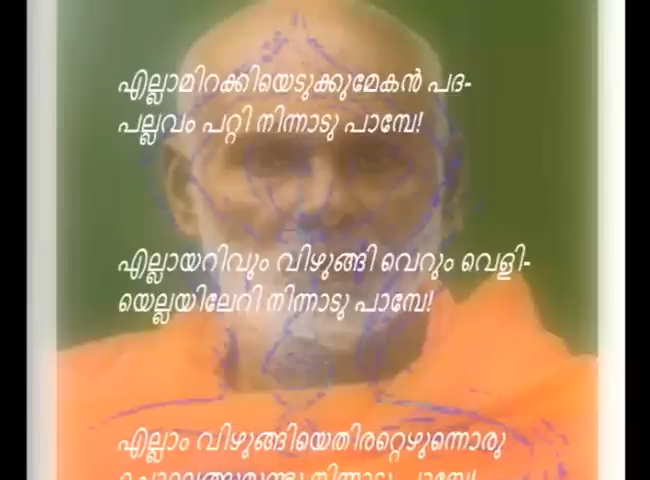 എല്ലാമിറക്കിയെടുക്കുമേകൻ പദ-
പല്ലവം പറ്റി നിന്നാടു പാമ്പേ!
എല്ലായറിവും വിഴുങ്ങി വെറും വെളി-
യെല്ലയിലേറി നിന്നാടു പാമ്പേ!
എല്ലാം വിഴുങ്ങിയെതിരറ്റെഴുന്നൊരു
നിന്നാടു പാമ്പേ!